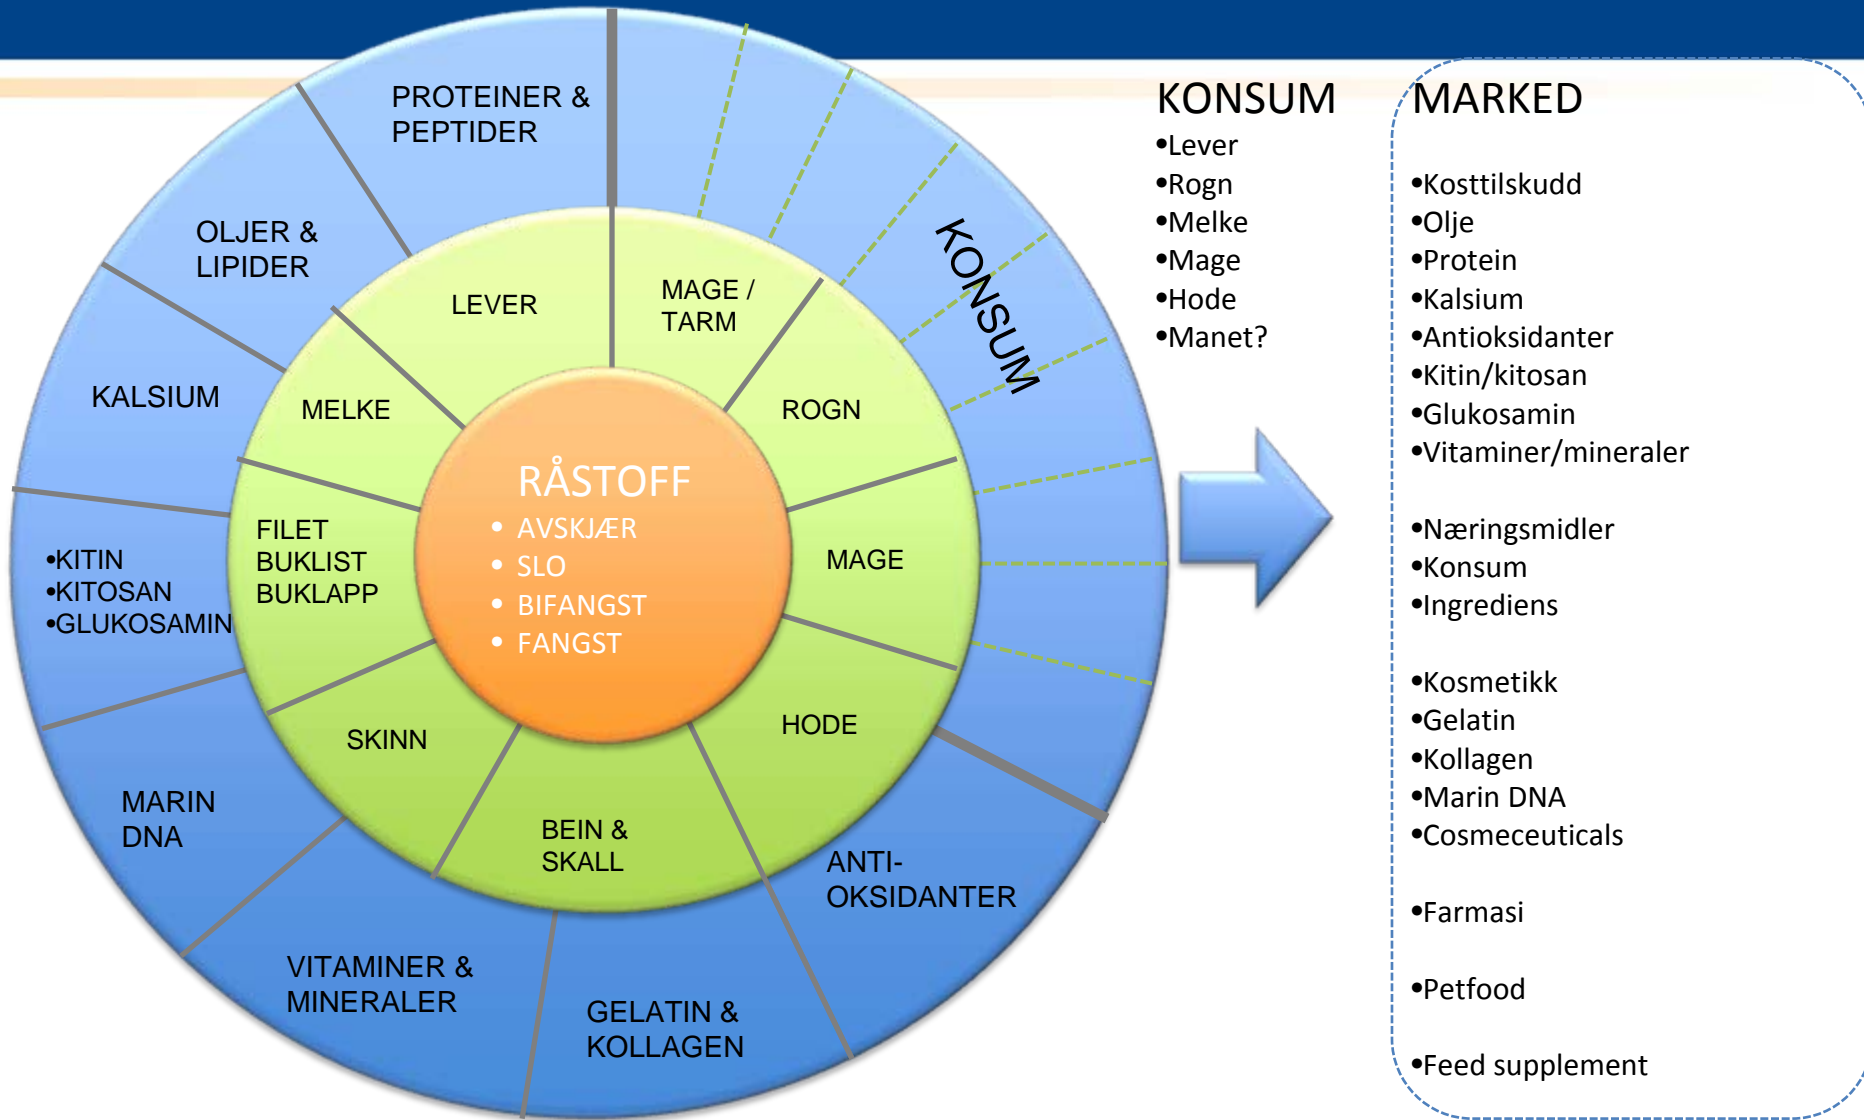 PROTEINER &
PEPTIDER
OLJER &
LIPIDER
KALSIUM
•KITIN
•KITOSAN
•GLUKOSAMIN
MARIN
DNA
VITAMINER &
MINERALER
GELATIN &
KOLLAGEN
ANTI-
OKSIDANTER
KONSUM
LEVER
MAGE /
TARM
MELKE
ROGN
FILET
BUKLIST
BUKLAPP
MAGE
SKINN
HODE
BEIN &
SKALL
RÅSTOFF
• AVSKJÆR
• SLO
• BIFANGST
• FANGST
KONSUM
•Lever
•Rogn
•Melke
•Mage
•Hode
•Manet?
MARKED
•Kosttilskudd
•Olje
•Protein
•Kalsium
•Antioksidanter
•Kitin/kitosan
•Glukosamin
•Vitaminer/mineraler
•Næringsmidler
•Konsum
•Ingrediens
•Kosmetikk
•Gelatin
•Kollagen
•Marin DNA
•Cosmeceuticals
•Farmasi
•Petfood
•Feed supplement